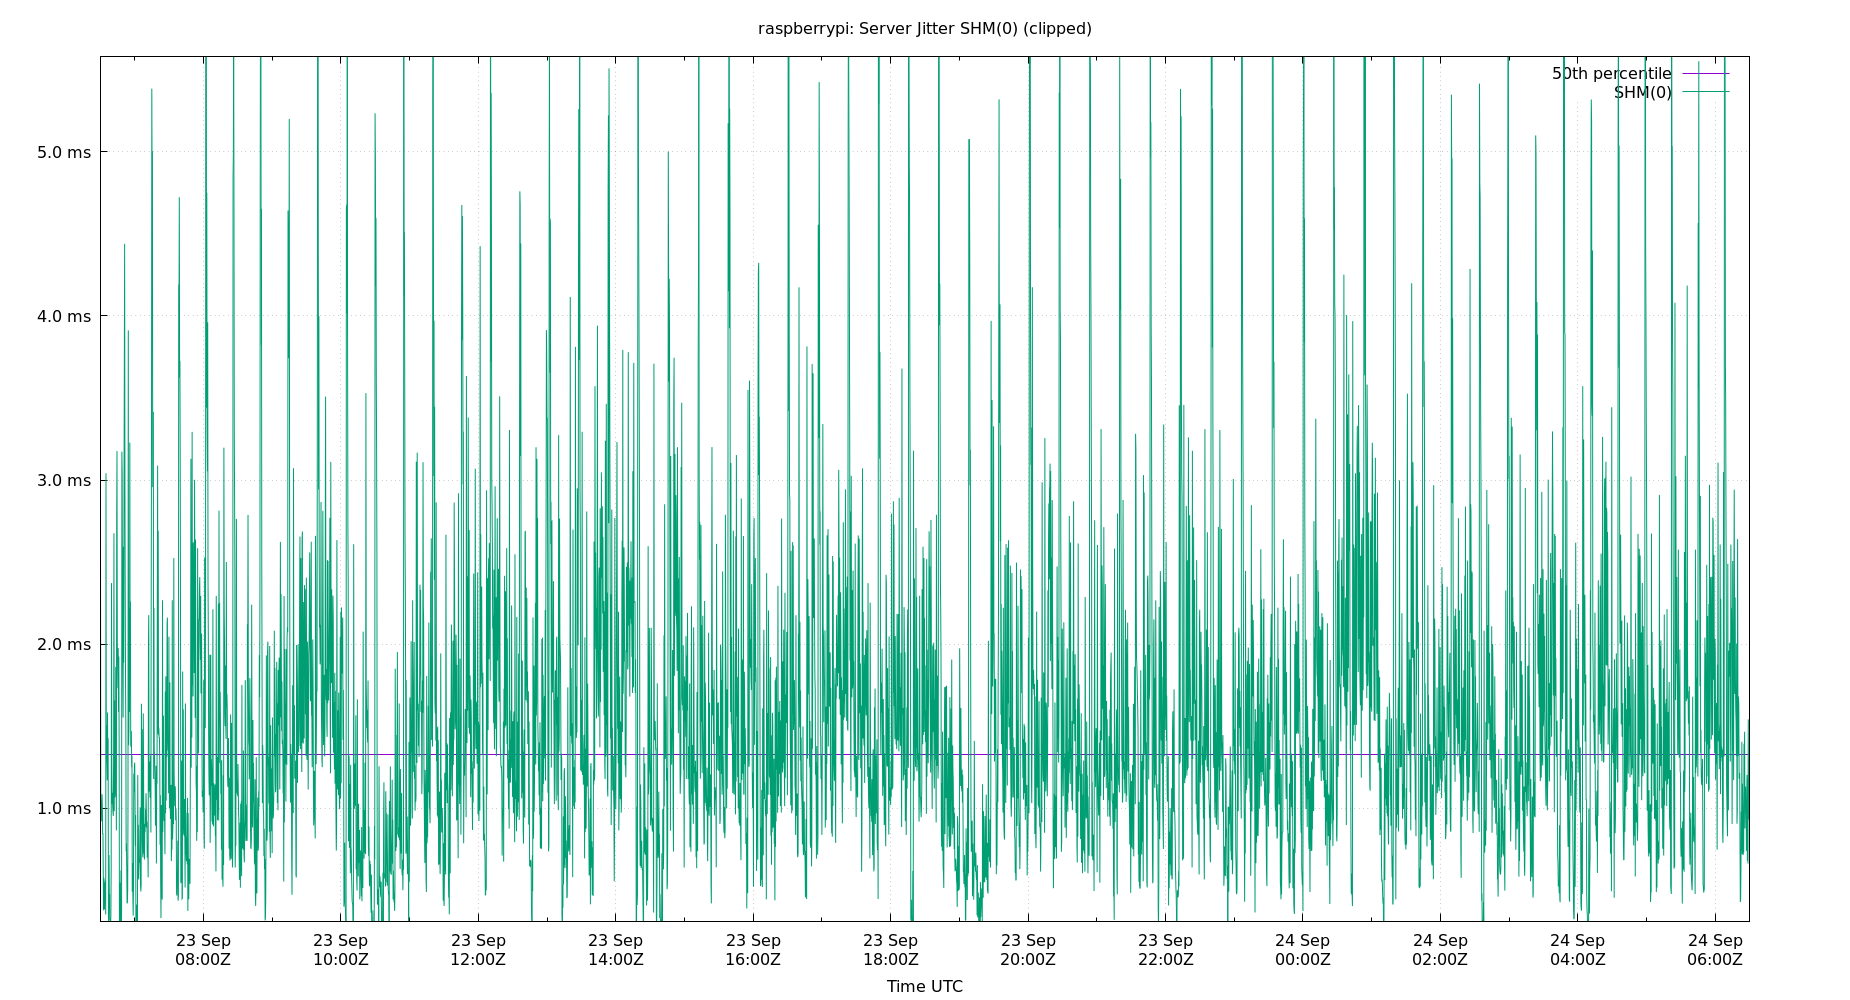 raspberrypi: Server Jitter SHM(0) (clipped)
50th percentile
SHM(0)
5.0 ms
4.0 ms
3.0 ms
2.0 ms
1.0 ms
23 Sep 23 Sep 23 Sep 23 Sep 23 Sep 23 Sep 23 Sep 23 Sep 24 Sep 24 Sep 24 Sep 24 Sep
08:00Z 10:00Z 12:00Z 14:00Z 16:00Z 18:00Z 20:00Z 22:00Z 00:00Z 02:00Z 04:00Z 06:00Z
Time UTC